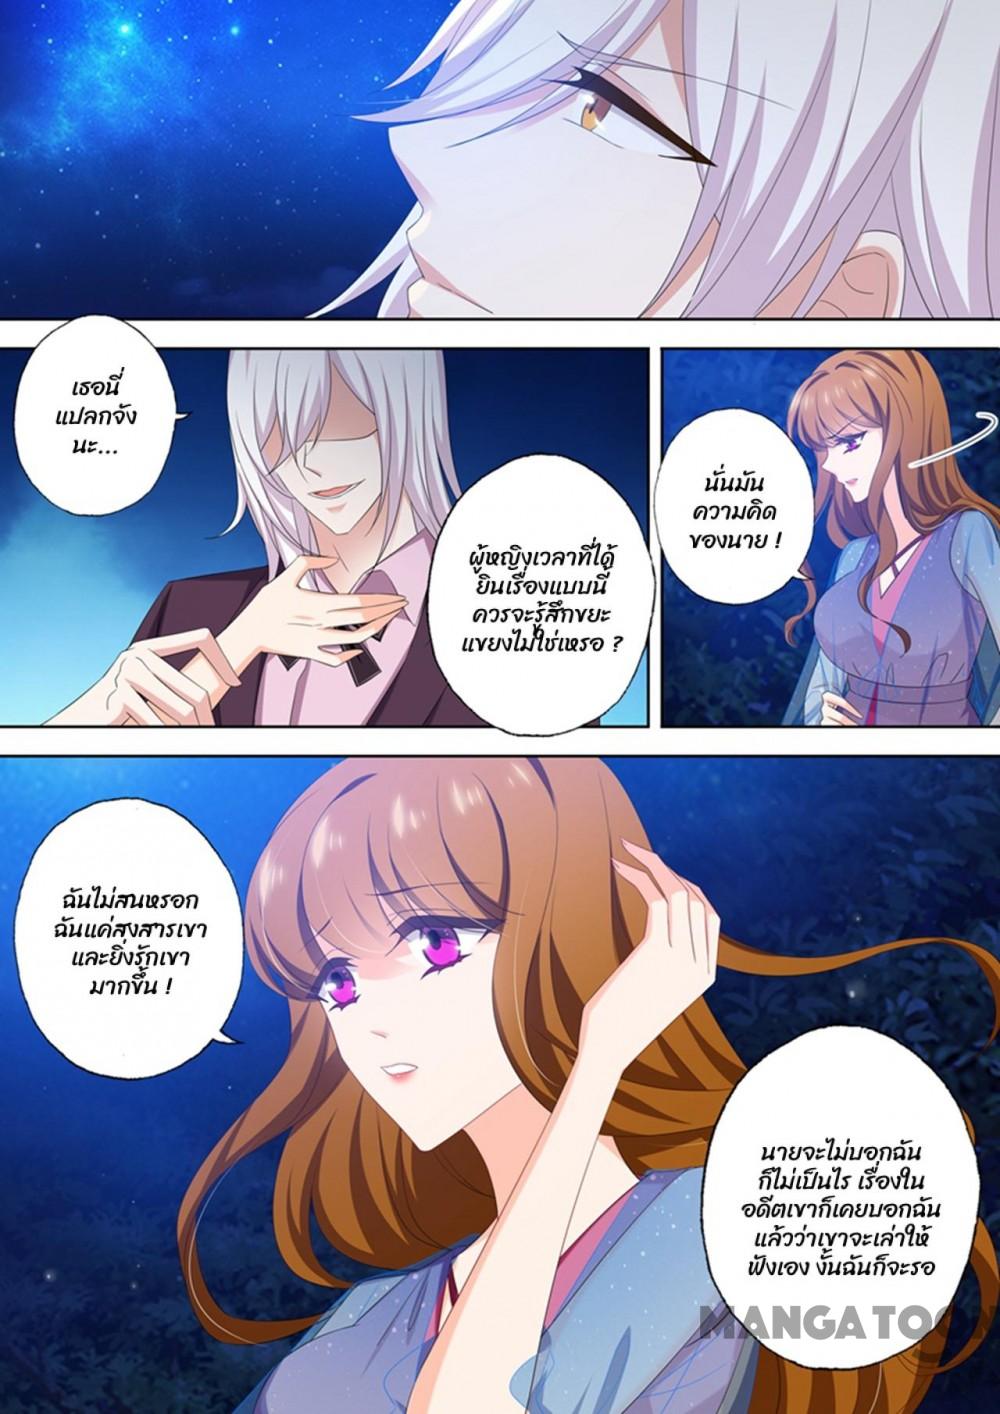 เธอนี่
แปลกจัง
นะ...
ผู้หญิงเวลาที่ได้
ยินเรื่องแบบนี้
ควรจะรู้สึกขยะ
แขยงไม่ใช่เหรอ ?
นั่นมัน
ความคิด
ของนาย !
ฉันไม่สนหรอก
ฉันแค่สงสารเขา
และยิ่งรักเขา
มากขึ้น !
นายจะไม่บอกฉัน
ก็ไม่เป็นไร เรื่องใน
อดีตเขาก็เคยบอกฉัน
แล้วว่าเขาจะเล่าให้
ฟังเอง งั้นฉันก็จะรอ
MANGATOON